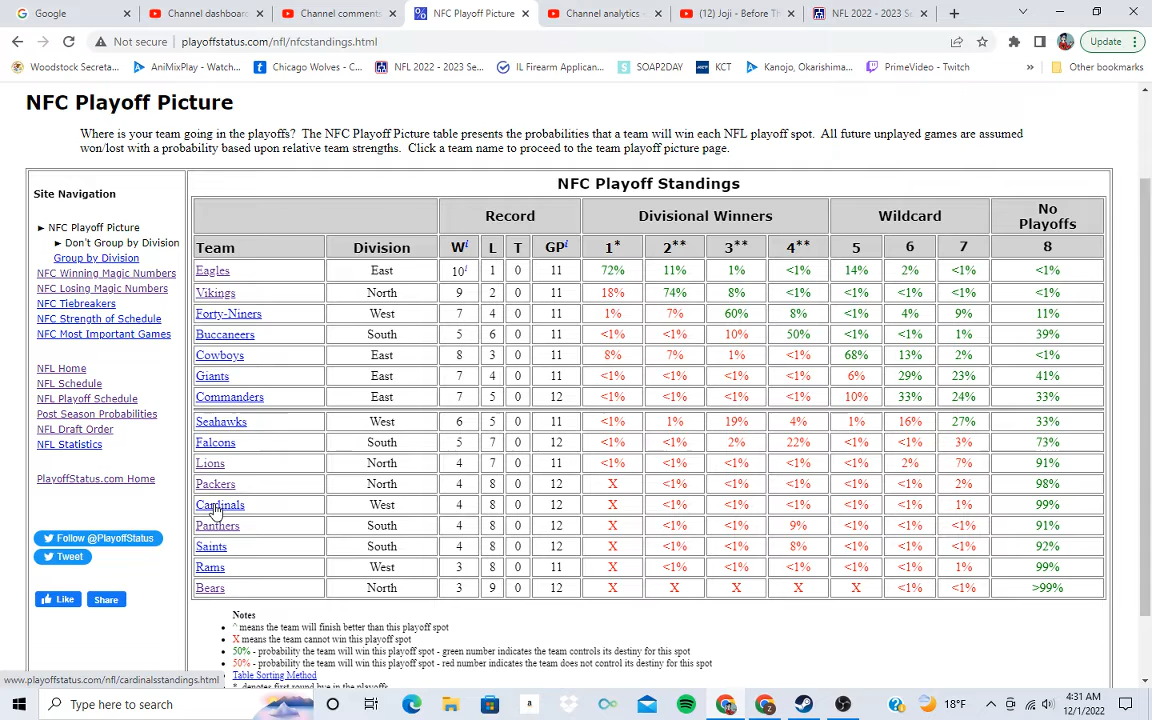 Google
Channel dashboard
Channel comments
NFC Playoff Picture
Channel analytics -
(12) Joji - Before Th
NFL 2022 - 2023 Se
Not secure | playoffstatus.com/nfl/nfcstandings.html
Update
Woodstock Secreta...
AniMixPlay - Watch...
Chicago Wolves - C...
NFL 2022 - 2023 Se...
IL Firearm Applican...
SOAP2DAY
KCT
Kanojo, Okarishima...
PrimeVideo - Twitch
»
Other bookmarks
NFC Playoff Picture
Where is your team going in the playoffs? The NFC Playoff Picture table presents the probabilities that a team will win each NFL playoff spot. All future unplayed games are assumed
won/lost with a probability based upon relative team strengths. Click a team name to proceed to the team playoff picture page.
Site Navigation
► NFC Playoff Picture
► Don't Group by Division
Group by Division
NFC Winning Magic Numbers
NFC Losing Magic Numbers
NFC Tiebreakers
NFC Strength of Schedule
NFC Most Important Games
NFL Home
NFL Schedule
NFL Playoff Schedule
Post Season Probabilities
NFL Draft Order
NFL Statistics
PlayoffStatus.com Home
Follow @PlayoffStatus
Tweet
Like Share
NFC Playoff Standings
Record Divisional Winners Wildcard No Playoffs
Team Division Wⁱ L T GPⁱ 1* 2** 3** 4** 5 6 7 8
Eagles East 10ⁱ 1 0 11 72% 11% 1% <1% 14% 2% <1% <1%
Vikings North 9 2 0 11 18% 74% 8% <1% <1% <1% <1% <1%
Forty-Niners West 7 4 0 11 1% 7% 60% 8% <1% 4% 9% 11%
Buccaneers South 5 6 0 11 <1% <1% 10% 50% <1% <1% 1% 39%
Cowboys East 8 3 0 11 8% 7% 1% <1% 68% 13% 2% <1%
Giants East 7 4 0 11 <1% <1% <1% <1% 6% 29% 23% 41%
Commanders East 7 5 0 12 <1% <1% <1% <1% 10% 33% 24% 33%
Seahawks West 6 5 0 11 <1% 1% 19% 4% 1% 16% 27% 33%
Falcons South 5 7 0 12 <1% <1% 2% 22% <1% <1% 3% 73%
Lions North 4 7 0 11 <1% <1% <1% <1% <1% 2% 7% 91%
Packers North 4 8 0 12 X <1% <1% <1% <1% <1% 2% 98%
Cardinals West 4 8 0 12 X <1% <1% <1% <1% <1% 1% 99%
Panthers South 4 8 0 12 X <1% <1% 9% <1% <1% <1% 91%
Saints South 4 8 0 12 X <1% <1% 8% <1% <1% <1% 92%
Rams West 3 8 0 11 X <1% <1% <1% <1% <1% 1% 99%
Bears North 3 9 0 12 X X X X X <1% <1% >99%
Notes
^ means the team will finish better than this playoff spot
X means the team cannot win this playoff spot
50% - probability the team will win this playoff spot - green number indicates the team controls its destiny for this spot
50% - probability the team will win this playoff spot - red number indicates the team does not control its destiny for this spot
Table Sorting Method
* denotes first round bye in the playoffs
www.playoffstatus.com/nfl/cardinalsstandings.html
Type here to search
18°F
4:31 AM
12/1/2022